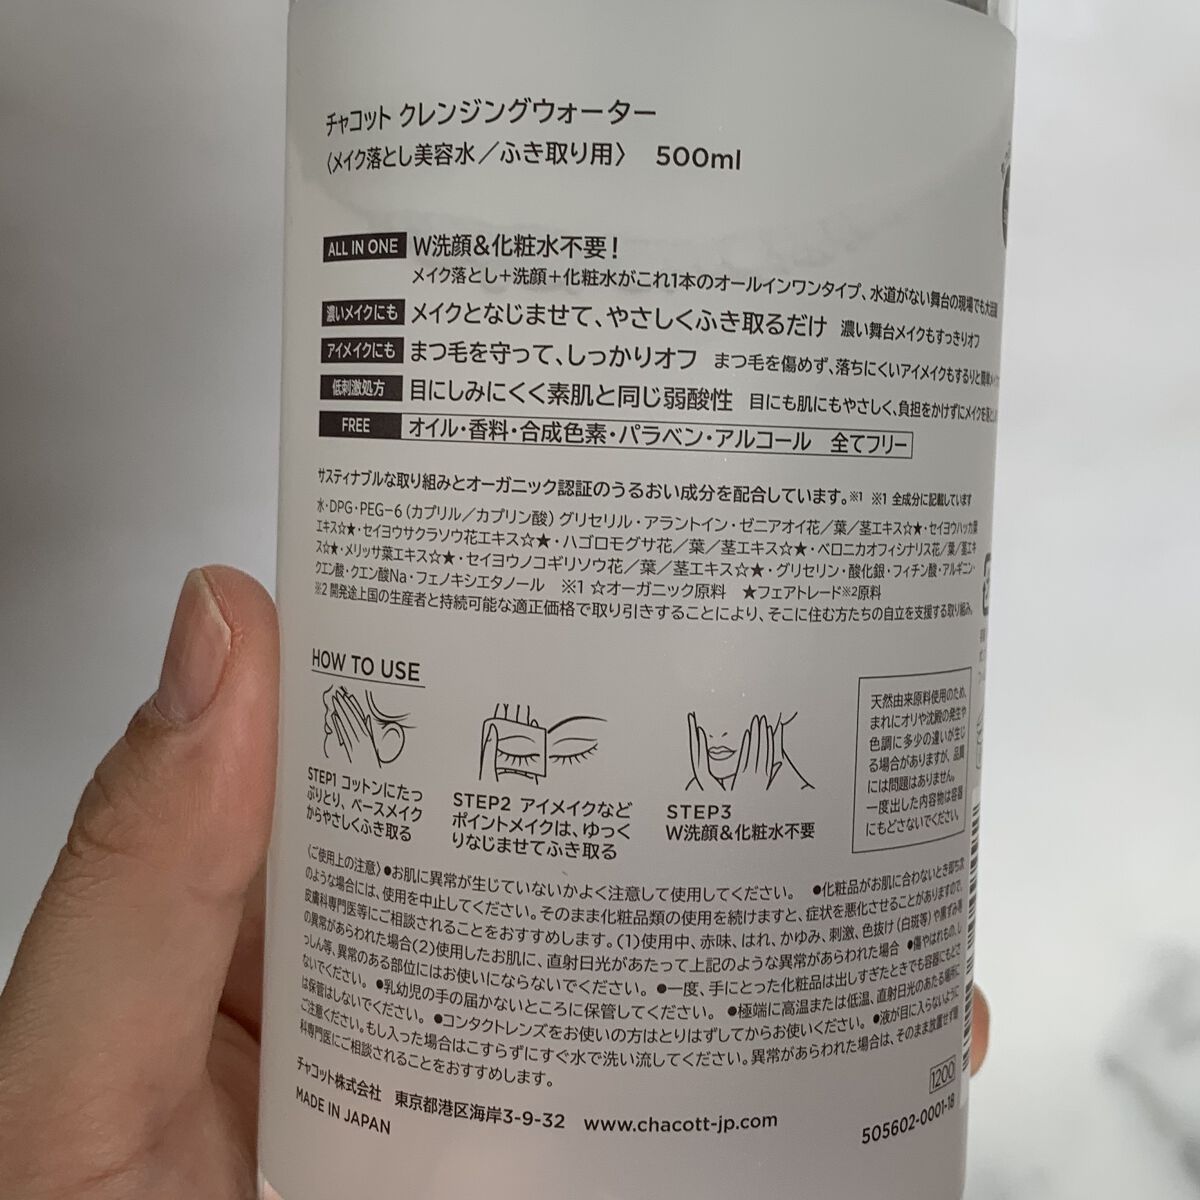 チャコット クレンジングウォーター
〈メイク落とし美容水／ふき取り用〉 500ml
ALL IN ONE W洗顔&化粧水不要！
メイク落とし＋洗顔＋化粧水がこれ1本のオールインワンタイプ、水道がない舞台の現場でも大活躍
濃いメイクにも メイクとなじませて、やさしくふき取るだけ 濃い舞台メイクもすっきりオフ
アイメイクにも まつ毛を守って、しっかりオフ まつ毛を傷めず、落ちにくいアイメイクもするりと簡単
低刺激処方 目にしみにくく素肌と同じ弱酸性 目にも肌にもやさしく、負担をかけずにメイクを
FREE オイル・香料・合成色素・パラベン・アルコール 全てフリー
サスティナブルな取り組みとオーガニック認証のうるおい成分を配合しています。※1 ※1 全成分に記載しています
水・DPG・PEG-6（カプリル／カプリン酸）グリセリル・アラントイン・ゼニアオイ花／葉／茎エキス☆★・セイヨウハッカ葉
エキス☆★・セイヨウサクラソウ花エキス☆★・ハゴロモグサ花／葉／茎エキス☆★・ベロニカオフィシナリス花／葉／茎エキ
ス☆★・メリッサ葉エキス☆★・セイヨウノコギリソウ花／葉／茎エキス☆★・グリセリン・酸化銀・フィチン酸・アルギニン・
クエン酸・クエン酸Na・フェノキシエタノール ※1 ☆オーガニック原料 ★フェアトレード※2原料
※2 開発途上国の生産者と持続可能な適正価格で取り引きすることにより、そこに住む方たちの自立を支援する取り組み。
HOW TO USE
STEP1 コットンにたっ
ぷりとり、ベースメイク
からやさしくふき取る
STEP2 アイメイクなど
ポイントメイクは、ゆっく
りなじませてふき取る
STEP3
W洗顔&化粧水不要
天然由来原料使用のため、
まれにオリや沈殿の発生や
色調に多少の違いが生じ
る場合がありますが、品質
には問題はありません。
一度出した内容物は容器
にもどさないでください。
〈ご使用上の注意〉●お肌に異常が生じていないかよく注意して使用してください。 ●化粧品がお肌に合わないとき即ち次
のような場合には、使用を中止してください。そのまま化粧品類の使用を続けますと、症状を悪化させることがありますので、
皮膚科専門医等にご相談されることをおすすめします。(1)使用中、赤味、はれ、かゆみ、刺激、色抜け(白斑等)や黒ずみ等
の異常があらわれた場合(2)使用したお肌に、直射日光があたって上記のような異常があらわれた場合 ●傷やはれもの、し
っしん等、異常のある部位にはお使いにならないでください。 ●一度、手にとった化粧品は出しすぎたときでも容器にもどさ
ないでください。 ●乳幼児の手の届かないところに保管してください。 ●極端に高温または低温、直射日光のあたる場所に
は保管はしないでください。 ●コンタクトレンズをお使いの方はとりはずしてからお使いください。 ●液が目に入らないように
ご注意ください。もし入った場合はこすらずにすぐ水で洗い流してください。異常があらわれた場合は、そのまま放置せず眼
科専門医にご相談されることをおすすめします。
チャコット株式会社 東京都港区海岸3-9-32 www.chacott-jp.com
MADE IN JAPAN
1200
505602-0001-18